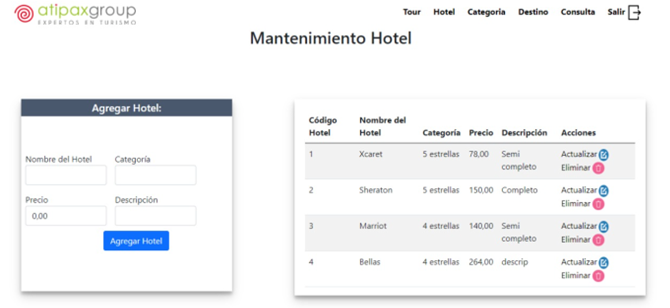 atipaxgroup
EXPERTOS EN TURISMO
Tour Hotel Categoria Destino Consulta Salir
Mantenimiento Hotel
Agregar Hotel:
Nombre del Hotel Categoría
Precio Descripción
0,00
Agregar Hotel
Código Hotel Nombre del Hotel Categoría Precio Descripción Acciones
1 Xcaret 5 estrellas 78,00 Semi completo Actualizar Eliminar
2 Sheraton 5 estrellas 150,00 Completo Actualizar Eliminar
3 Marriot 4 estrellas 140,00 Semi completo Actualizar Eliminar
4 Bellas 4 estrellas 264,00 descrip Actualizar Eliminar